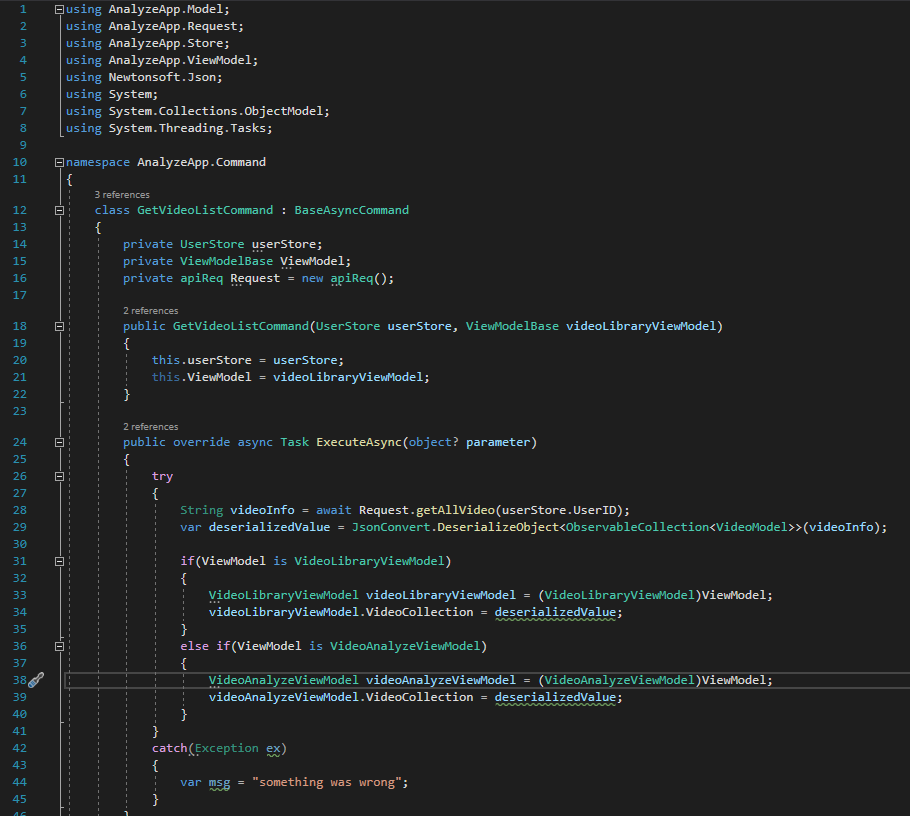 1 using AnalyzeApp.Model;
2 using AnalyzeApp.Request;
3 using AnalyzeApp.Store;
4 using AnalyzeApp.ViewModel;
5 using Newtonsoft.Json;
6 using System;
7 using System.Collections.ObjectModel;
8 using System.Threading.Tasks;
9
10 namespace AnalyzeApp.Command
11 {
3 references
12 class GetVideoListCommand : BaseAsyncCommand
13 {
14 private UserStore userStore;
15 private ViewModelBase ViewModel;
16 private apiReq Request = new apiReq();
17
2 references
18 public GetVideoListCommand(UserStore userStore, ViewModelBase videoLibraryViewModel)
19 {
20 this.userStore = userStore;
21 this.ViewModel = videoLibraryViewModel;
22 }
23
2 references
24 public override async Task ExecuteAsync(object? parameter)
25 {
26 try
27 {
28 String videoInfo = await Request.getAllVideo(userStore.UserID);
29 var deserializedValue = JsonConvert.DeserializeObject<ObservableCollection<VideoModel>>(videoInfo);
30
31 if(ViewModel is VideoLibraryViewModel)
32 {
33 VideoLibraryViewModel videoLibraryViewModel = (VideoLibraryViewModel)ViewModel;
34 videoLibraryViewModel.VideoCollection = deserializedValue;
35 }
36 else if(ViewModel is VideoAnalyzeViewModel)
37 {
38 VideoAnalyzeViewModel videoAnalyzeViewModel = (VideoAnalyzeViewModel)ViewModel;
39 videoAnalyzeViewModel.VideoCollection = deserializedValue;
40 }
41 }
42 catch(Exception ex)
43 {
44 var msg = "something was wrong";
45 }
46 }